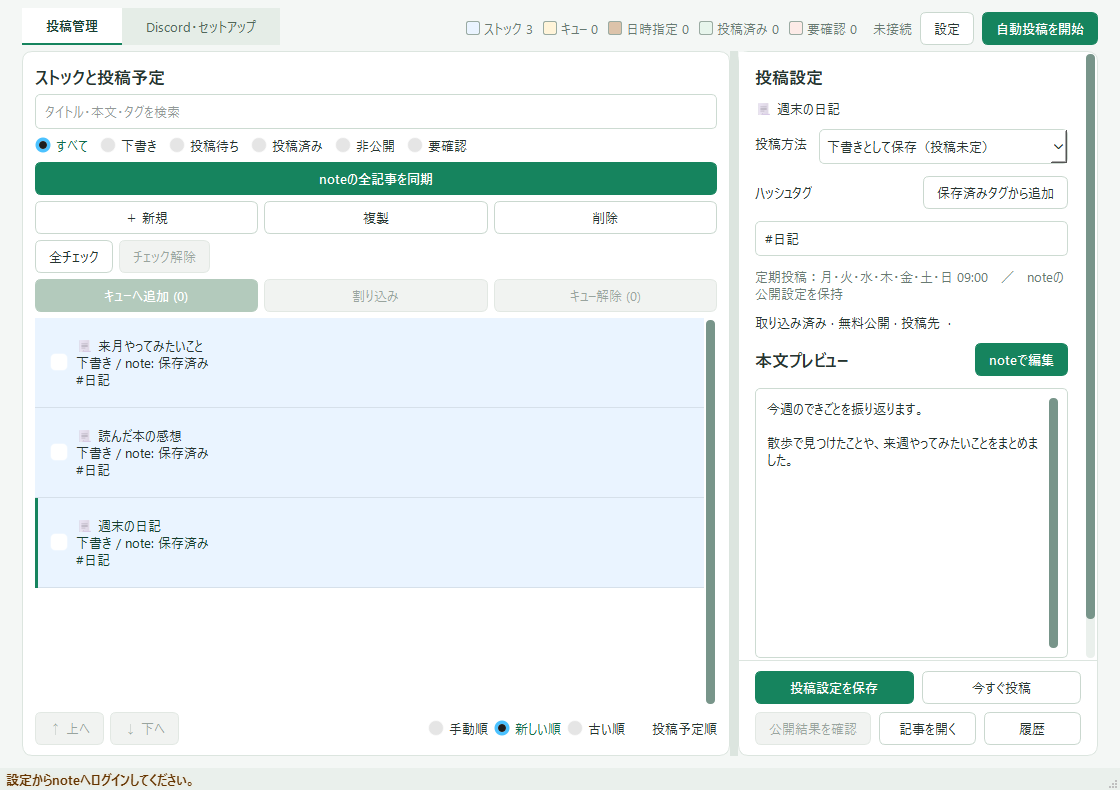 投稿管理
Discord・セットアップ
ストック 3 キュー 0 日時指定 0 投稿済み 0 要確認 0 未接続
設定
自動投稿を開始
ストックと投稿予定
タイトル・本文・タグを検索
すべて 下書き 投稿待ち 投稿済み 非公開 要確認
noteの全記事を同期
＋ 新規
複製
削除
全チェック
チェック解除
キューへ追加 (0)
割り込み
キュー解除 (0)
来月やってみたいこと
下書き / note: 保存済み
#日記
読んだ本の感想
下書き / note: 保存済み
#日記
週末の日記
下書き / note: 保存済み
#日記
↑ 上へ
↓ 下へ
手動順 新しい順 古い順 投稿予定順
投稿設定
週末の日記
投稿方法
下書きとして保存（投稿未定）
ハッシュタグ
保存済みタグから追加
#日記
定期投稿：月・火・水・木・金・土・日 09:00 ／ noteの
公開設定を保持
取り込み済み・無料公開・投稿先 ・
本文プレビュー
noteで編集
今週のできごとを振り返ります。
散歩で見つけたことや、来週やってみたいことをまとめま
した。
投稿設定を保存
今すぐ投稿
公開結果を確認
記事を開く
履歴
設定からnoteへログインしてください。